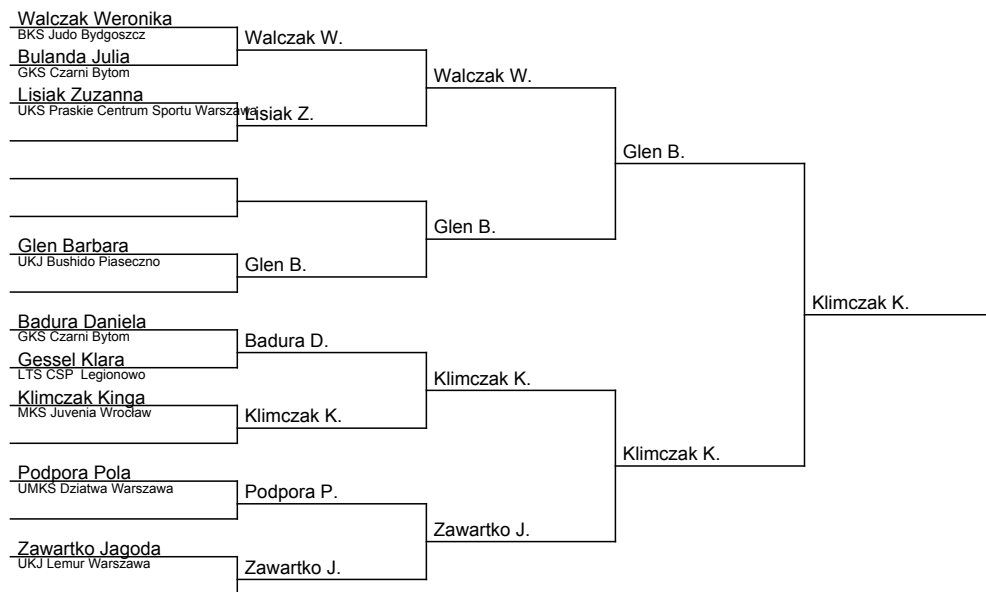 Walczak Weronika
BKS Judo Bydgoszcz
Walczak W.
Bulanda Julia
GKS Czarni Bytom
Walczak W.
Lisiak Zuzanna
UKS Praskie Centrum Sportu Warszawa
Lisiak Z.
Glen B.
Glen B.
Glen Barbara
UKJ Bushido Piaseczno
Glen B.
Klimczak K.
Badura Daniela
GKS Czarni Bytom
Badura D.
Gessel Klara
LTS CSP Legionowo
Klimczak K.
Klimczak Kinga
MKS Juvenia Wrocław
Klimczak K.
Klimczak K.
Podpora Pola
UMKS Dziatwa Warszawa
Podpora P.
Zawartko J.
Zawartko Jagoda
UKJ Lemur Warszawa
Zawartko J.